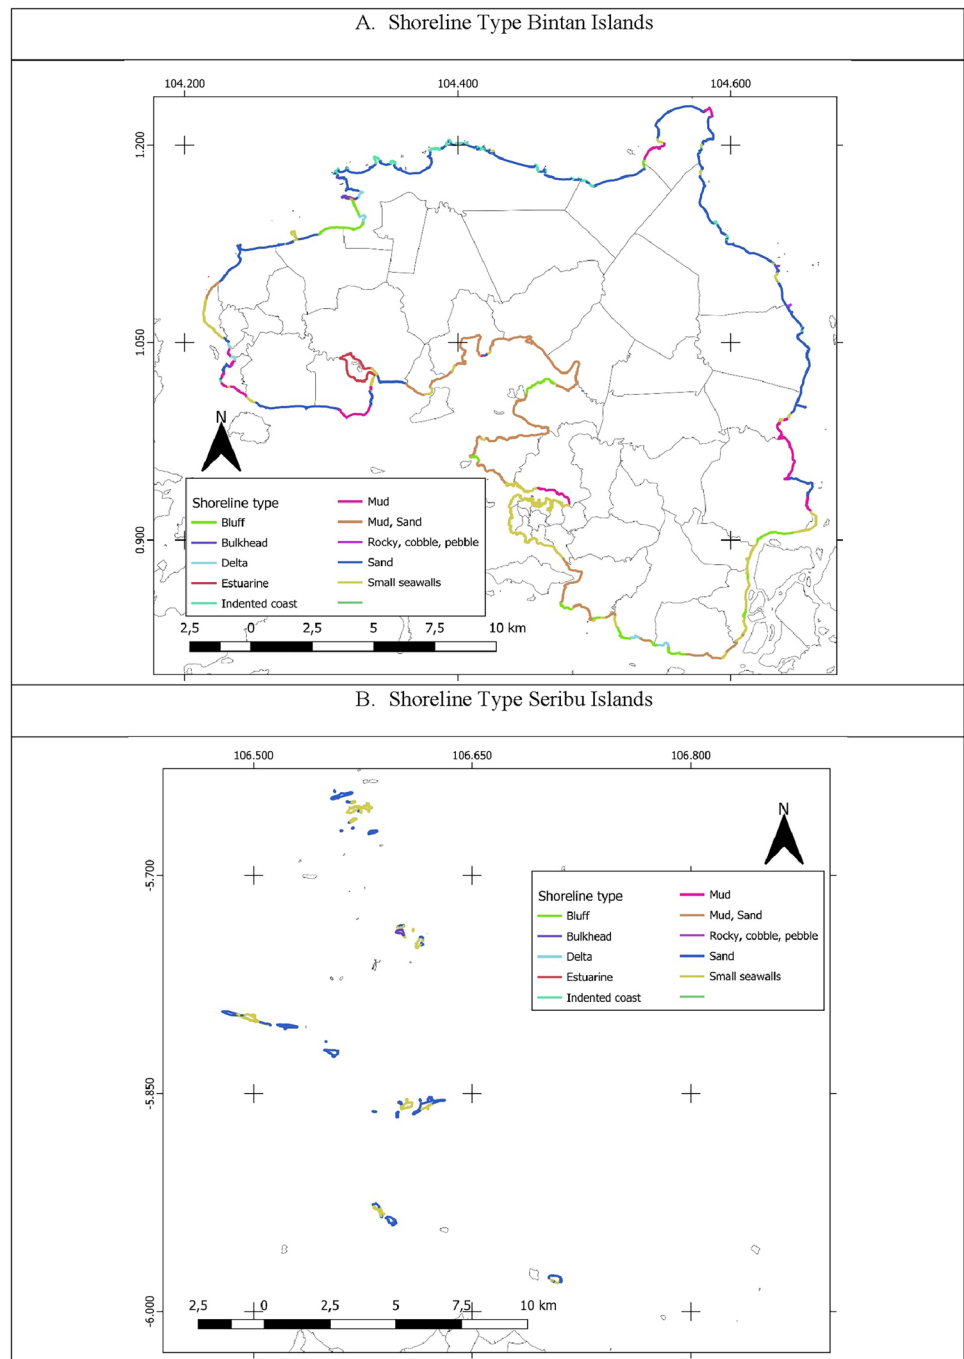 A. Shoreline Type Bintan Islands
104.200 104.400 104.600
1.200
1.050
0.900
N
Shoreline type
Bluff
Bulkhead
Delta
Estuarine
Indented coast
Mud
Mud, Sand
Rocky, cobble, pebble
Sand
Small seawalls
2,5 0 2,5 5 7,5 10 km
B. Shoreline Type Seribu Islands
106.500 106.650 106.800
-5.700
-5.850
-6.000
N
Shoreline type
Bluff
Bulkhead
Delta
Estuarine
Indented coast
Mud
Mud, Sand
Rocky, cobble, pebble
Sand
Small seawalls
2,5 0 2,5 5 7,5 10 km